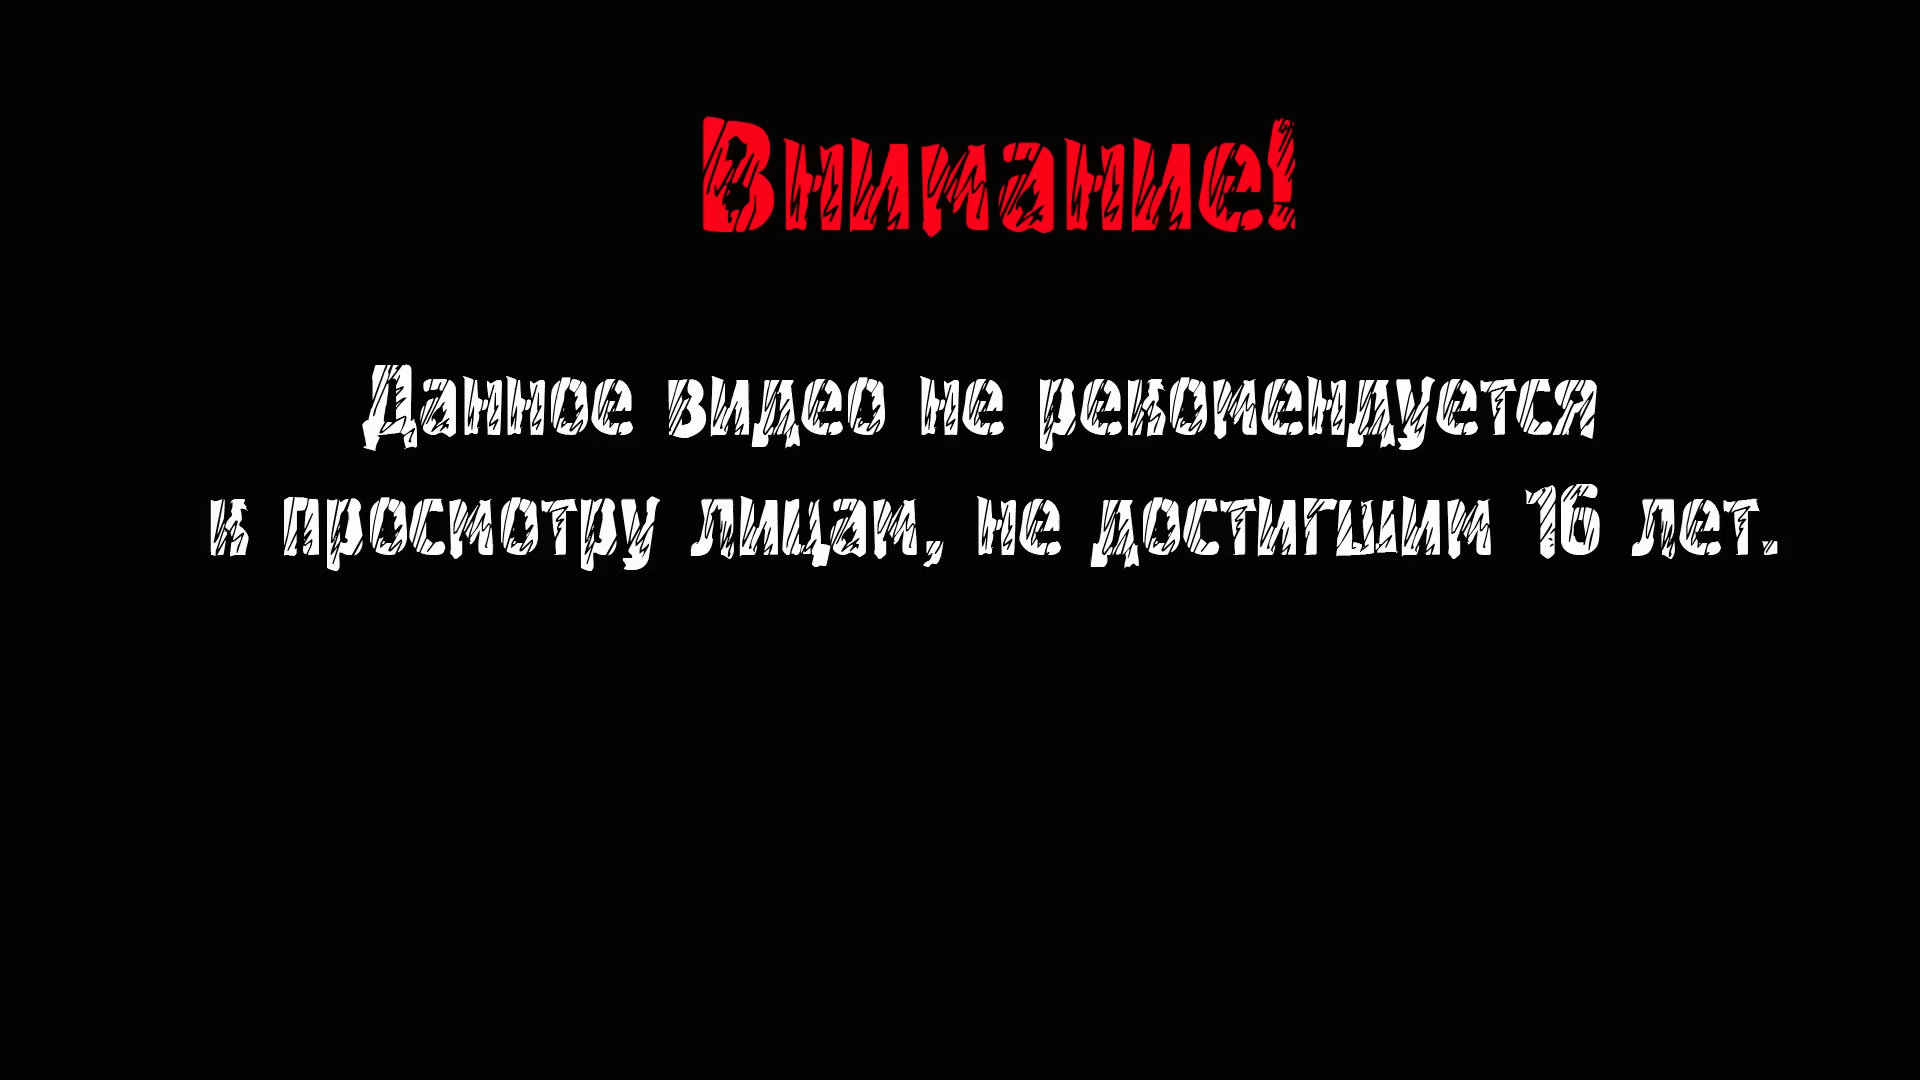 Внимание!
Данное видео не рекомендуется
к просмотру лицам, не достигшим 16 лет.